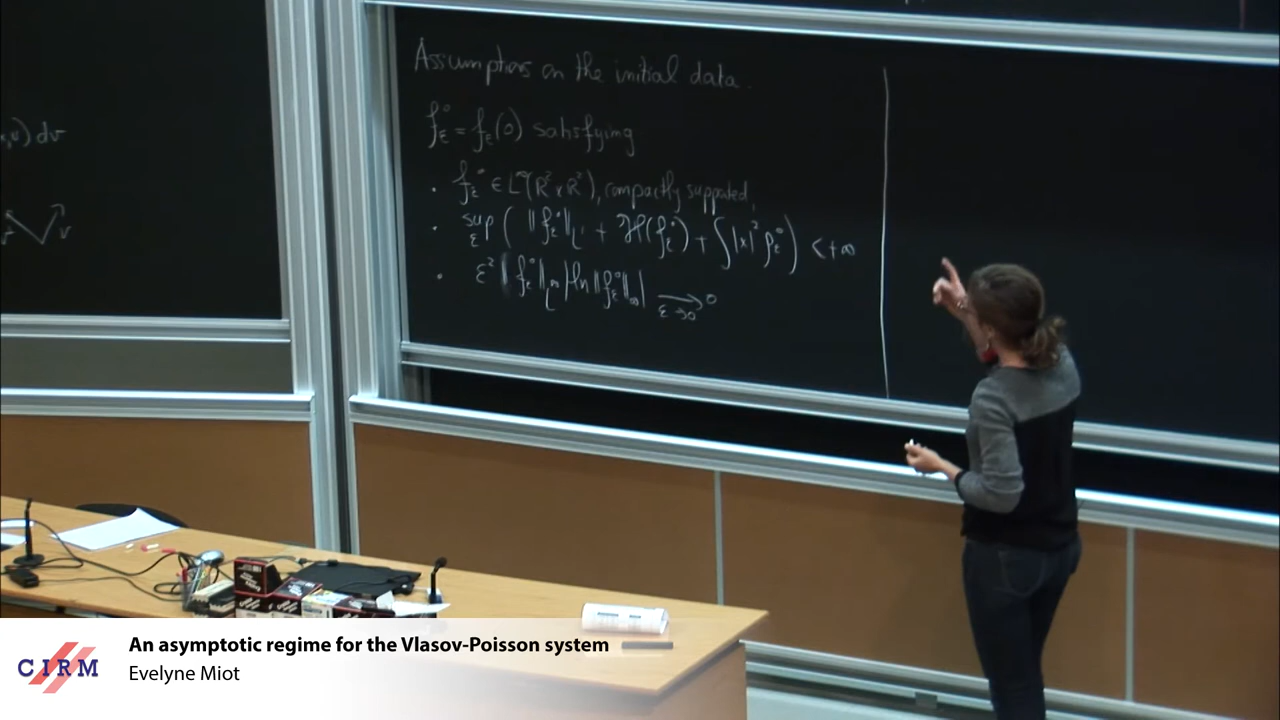 Assumptions on the initial data.
f_ε^0 = f_ε(0) satisfying
• f_ε^0 ∈ L^∞(R^2 × R^2), compactly supported,
• sup_ε ( ‖f_ε^0‖_{L^1} + H(f_ε^0) + ∫|x|^2 ρ_ε^0 ) < +∞
• ε^2 ‖f_ε^0‖_{L^∞} |ln ‖f_ε^0‖_∞| ⟶_{ε→0} 0
) dv
v
CIRM
An asymptotic regime for the Vlasov-Poisson system
Evelyne Miot